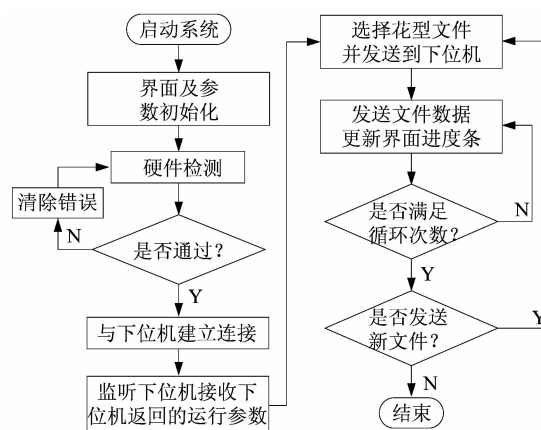 启动系统
界面及参
数初始化
硬件检测
清除错误
N
是否通过？
Y
与下位机建立连接
监听下位机接收下
位机返回的运行参数
选择花型文件
并发送到下位机
发送文件数据
更新界面进度条
是否满足
循环次数？
N
Y
是否发送
新文件？
Y
N
结束